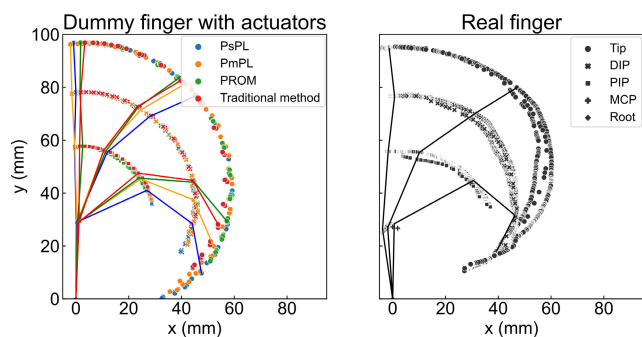 Dummy finger with actuators
Real finger
100
80
60
40
20
0
y (mm)
0
20
40
60
80
x (mm)
PsPL
PmPL
PROM
Traditional method
0
20
40
60
80
x (mm)
Tip
DIP
PIP
MCP
Root